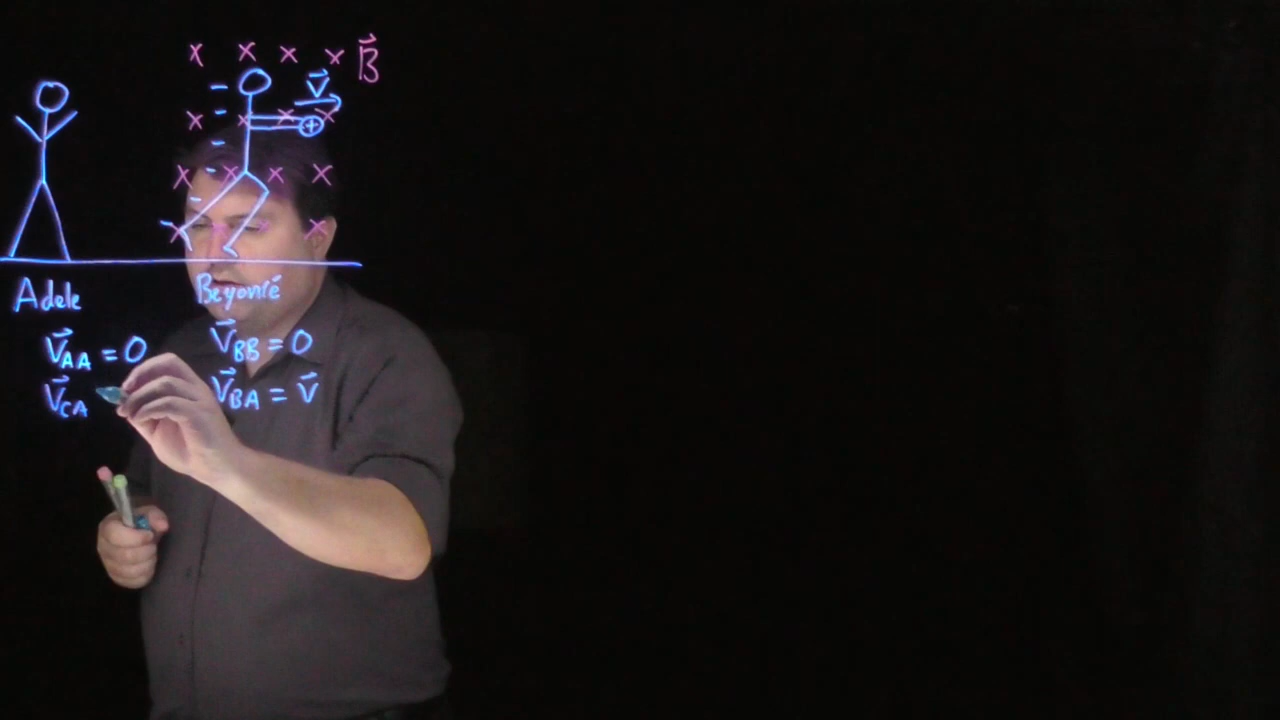 x x x x B⃗
v⃗
x x x x
+
x x x x
x x x x
Adele Beyoncé
v⃗AA = 0 v⃗BB = 0
v⃗CA v⃗BA = v⃗